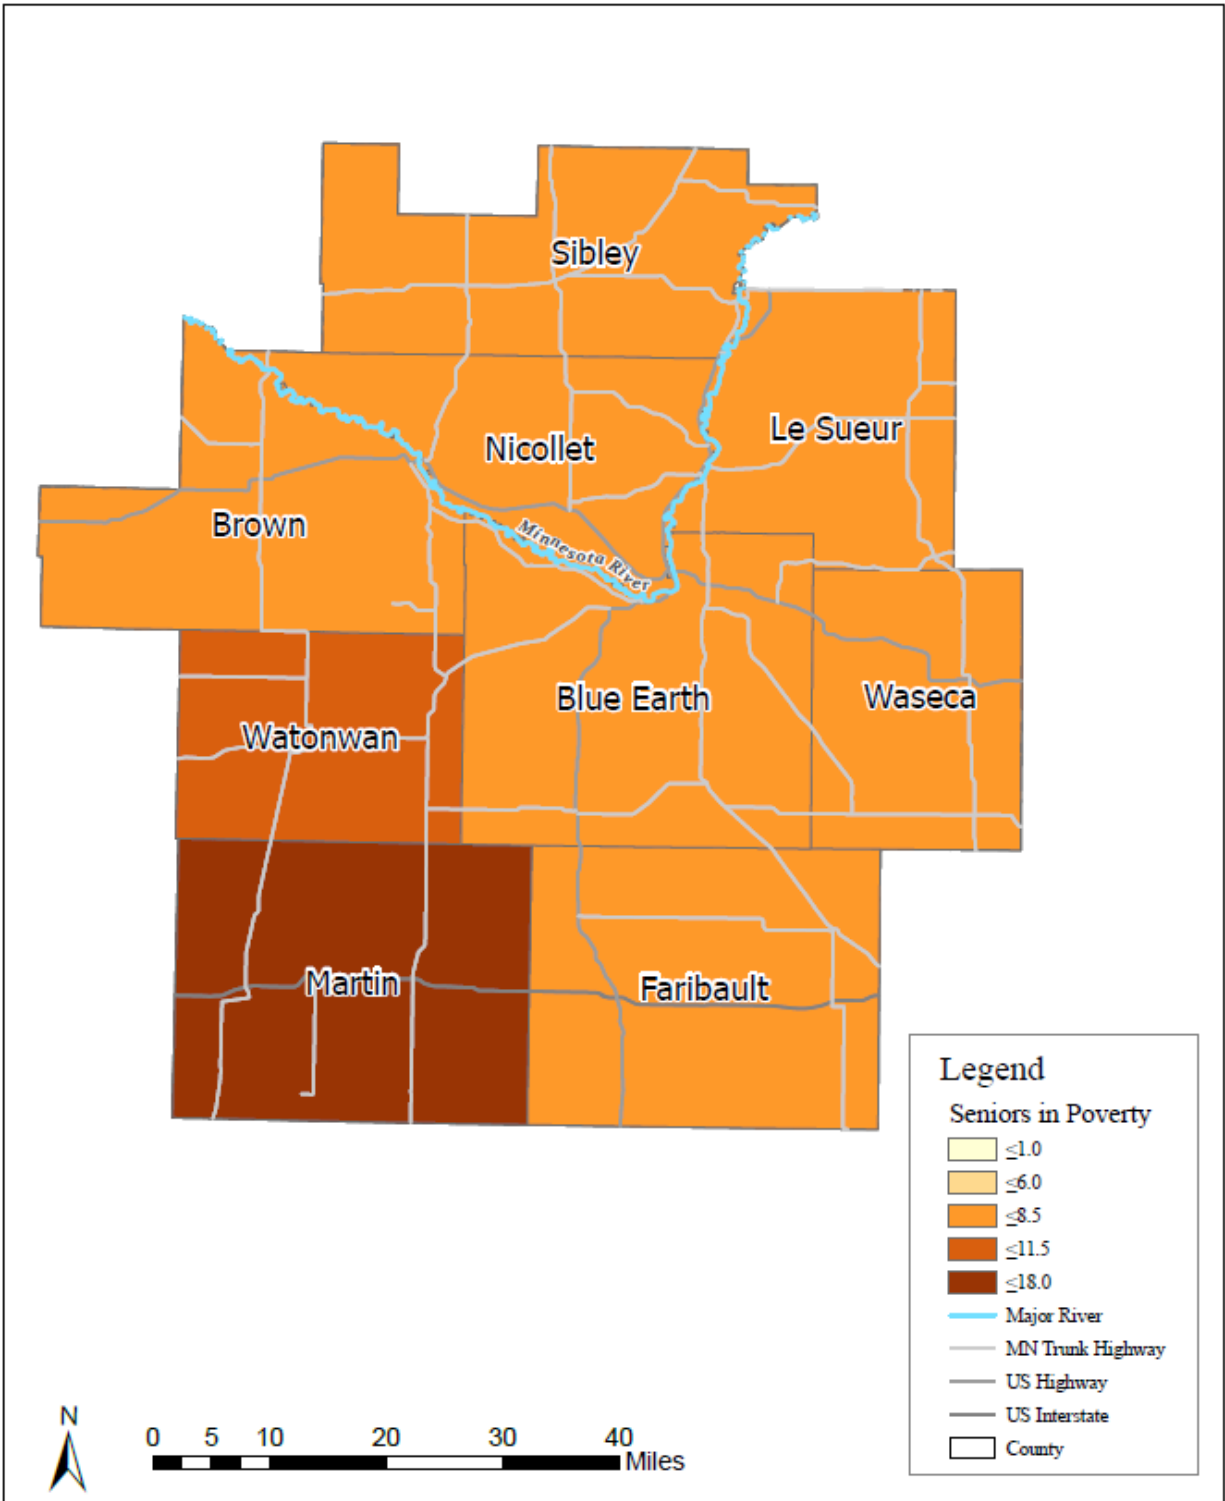 Sibley
Le Sueur
Nicollet
Brown
Minnesota River
Blue Earth
Waseca
Watonwan
Martin
Faribault
Legend
Seniors in Poverty
≤1.0
≤6.0
≤8.5
≤11.5
≤18.0
Major River
MN Trunk Highway
US Highway
US Interstate
County
N
0 5 10 20 30 40
Miles